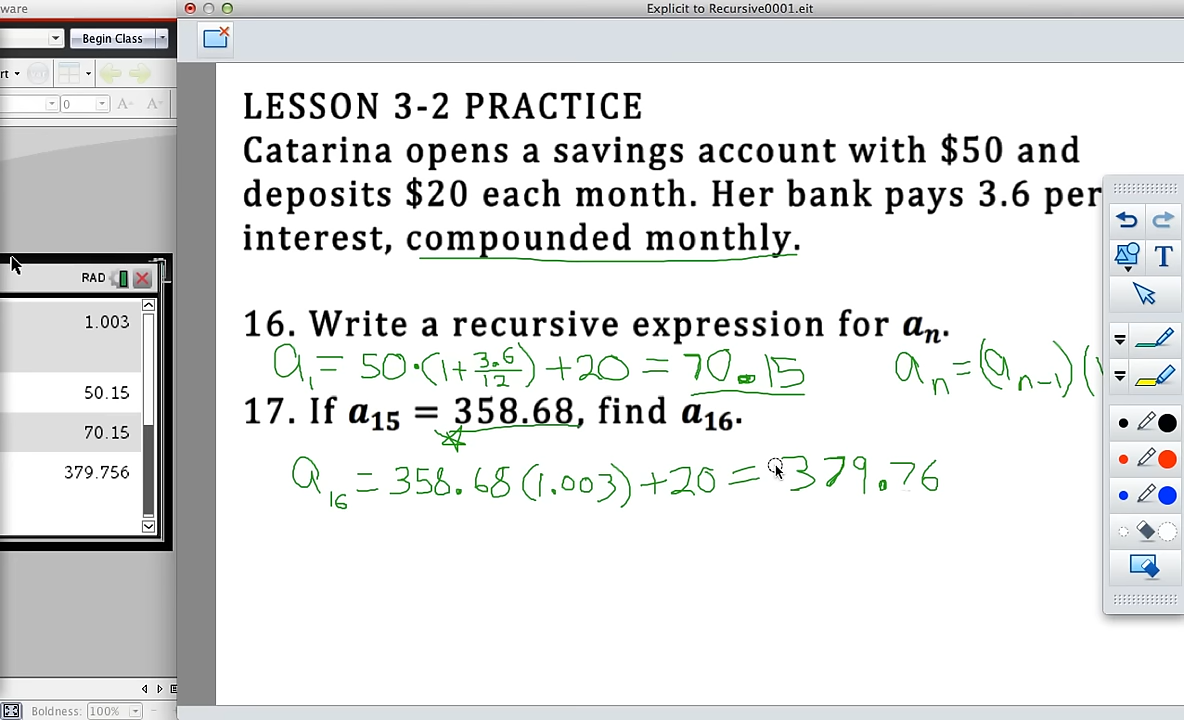 ware
Explicit to Recursive0001.eit
Begin Class
rt
0
A A
LESSON 3-2 PRACTICE
Catarina opens a savings account with $50 and
deposits $20 each month. Her bank pays 3.6 per
interest, compounded monthly.
RAD
1.003
50.15
70.15
379.756
16. Write a recursive expression for aₙ.
a₁ = 50·(1+3.6/12)+20 = 70.15 aₙ=(aₙ₋₁)(
17. If a₁₅ = 358.68, find a₁₆.
a₁₆ = 358.68(1.003)+20= 379.76
T
Boldness: 100%